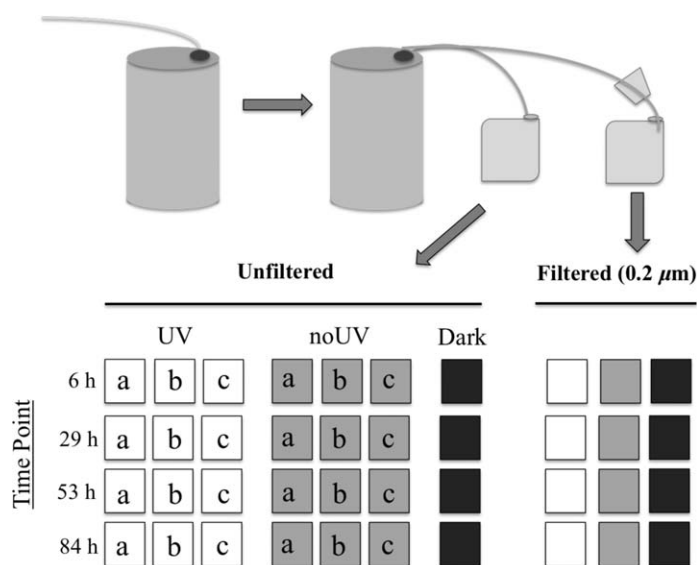 Unfiltered Filtered (0.2 μm)
UV noUV Dark
Time Point
6 h a b c a b c
29 h a b c a b c
53 h a b c a b c
84 h a b c a b c